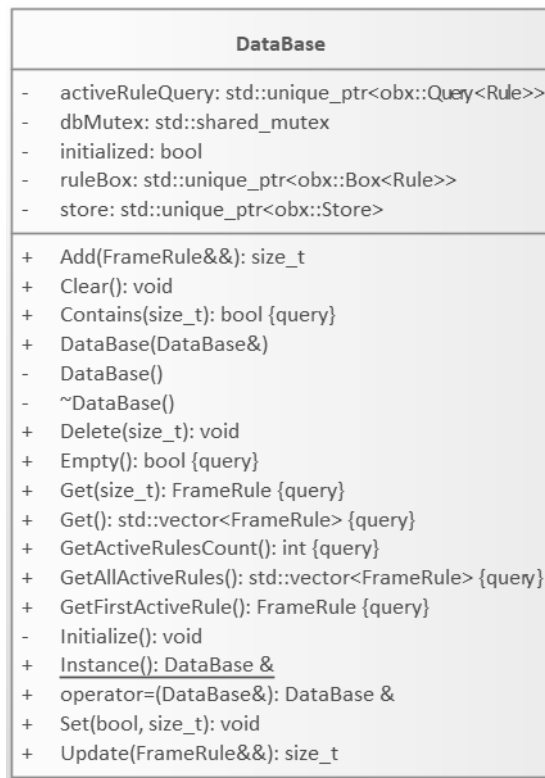 DataBase
- activeRuleQuery: std::unique_ptr<obx::Query<Rule>>
- dbMutex: std::shared_mutex
- initialized: bool
- ruleBox: std::unique_ptr<obx::Box<Rule>>
- store: std::unique_ptr<obx::Store>
+ Add(FrameRule&&): size_t
+ Clear(): void
+ Contains(size_t): bool {query}
+ DataBase(DataBase&)
- DataBase()
- ~DataBase()
+ Delete(size_t): void
+ Empty(): bool {query}
+ Get(size_t): FrameRule {query}
+ Get(): std::vector<FrameRule> {query}
+ GetActiveRulesCount(): int {query}
+ GetAllActiveRules(): std::vector<FrameRule> {query}
+ GetFirstActiveRule(): FrameRule {query}
- Initialize(): void
+ Instance(): DataBase &
+ operator=(DataBase&): DataBase &
+ Set(bool, size_t): void
+ Update(FrameRule&&): size_t